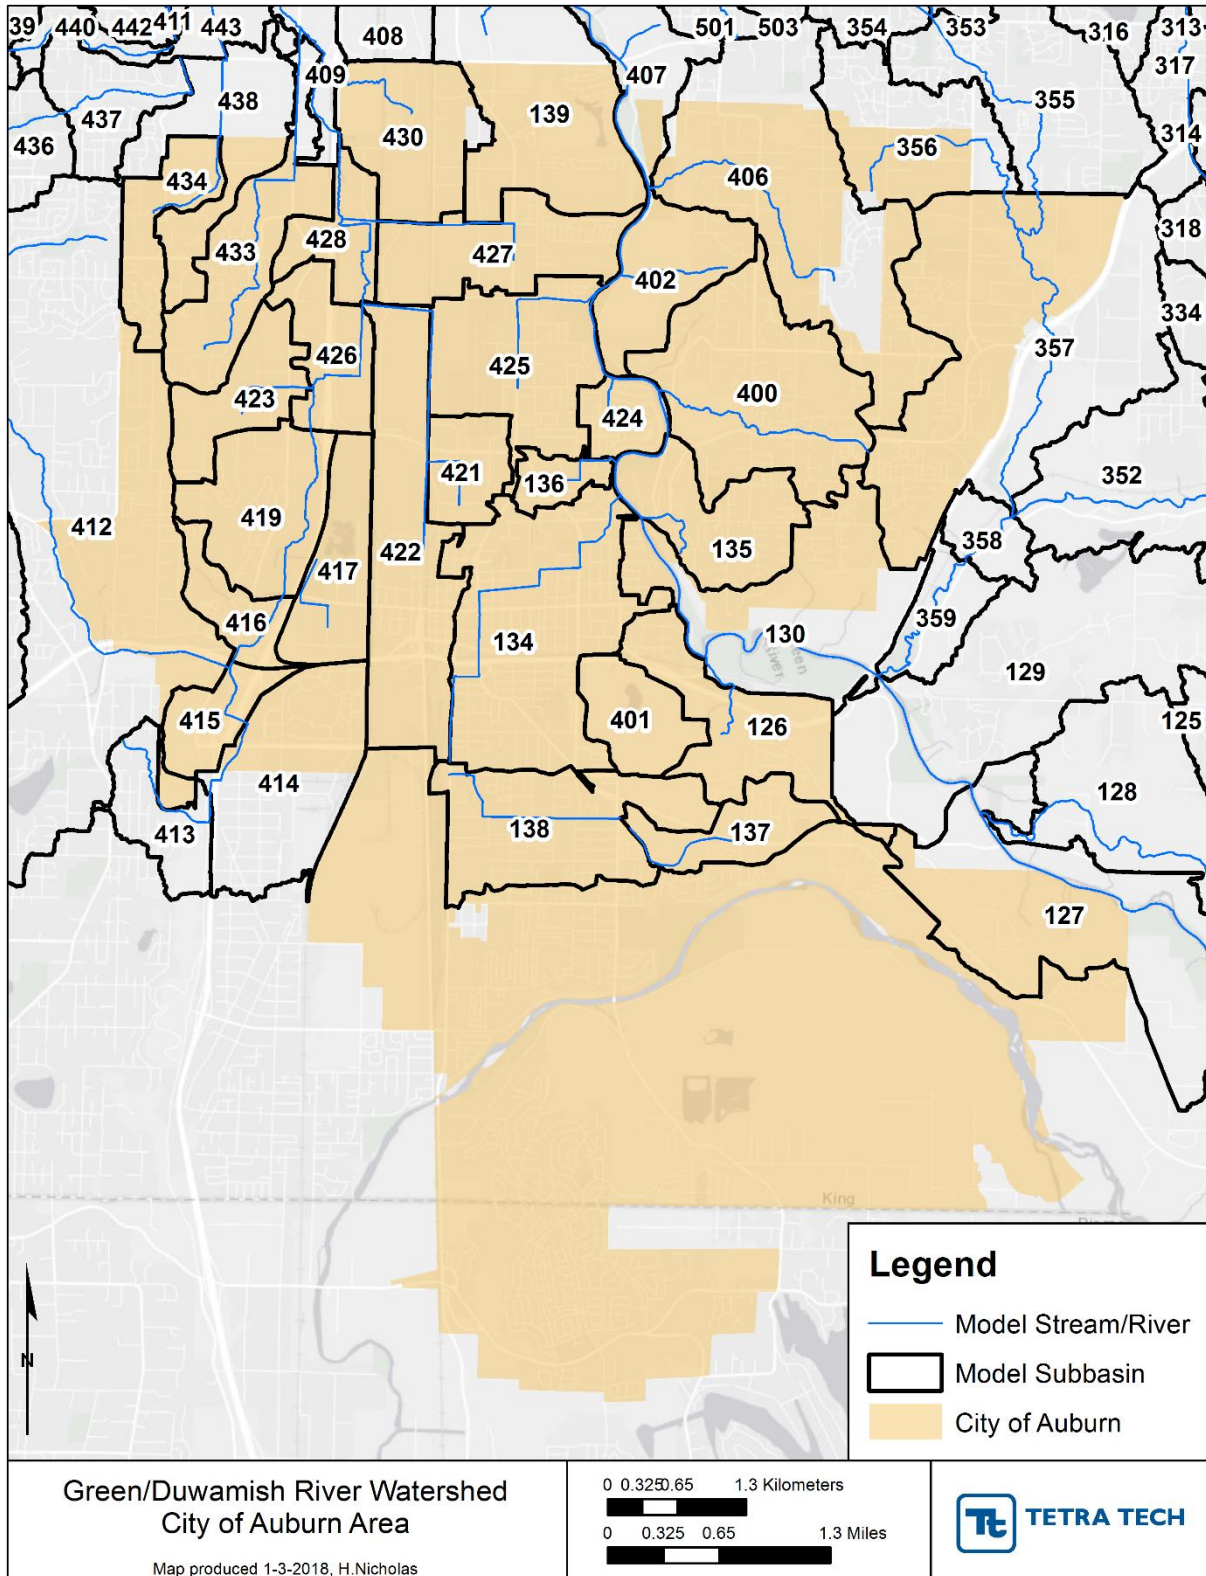 39 440 442 411 443 408 501 503 354 353 316 313
409 407 317
438
437 430 139 355
436 314
356
434 406
318
433 428 427
402
334
426 425 357
423 400
424
421 136 352
419
412 358
422 135
417
416 359
134 130
Green
River
129
415 401 126 125
414 128
413 138 137
127
King
Legend
Model Stream/River
Model Subbasin
City of Auburn
N
Green/Duwamish River Watershed
City of Auburn Area
Map produced 1-3-2018, H.Nicholas
0 0.325 0.65 1.3 Kilometers
0 0.325 0.65 1.3 Miles
Tt TETRA TECH